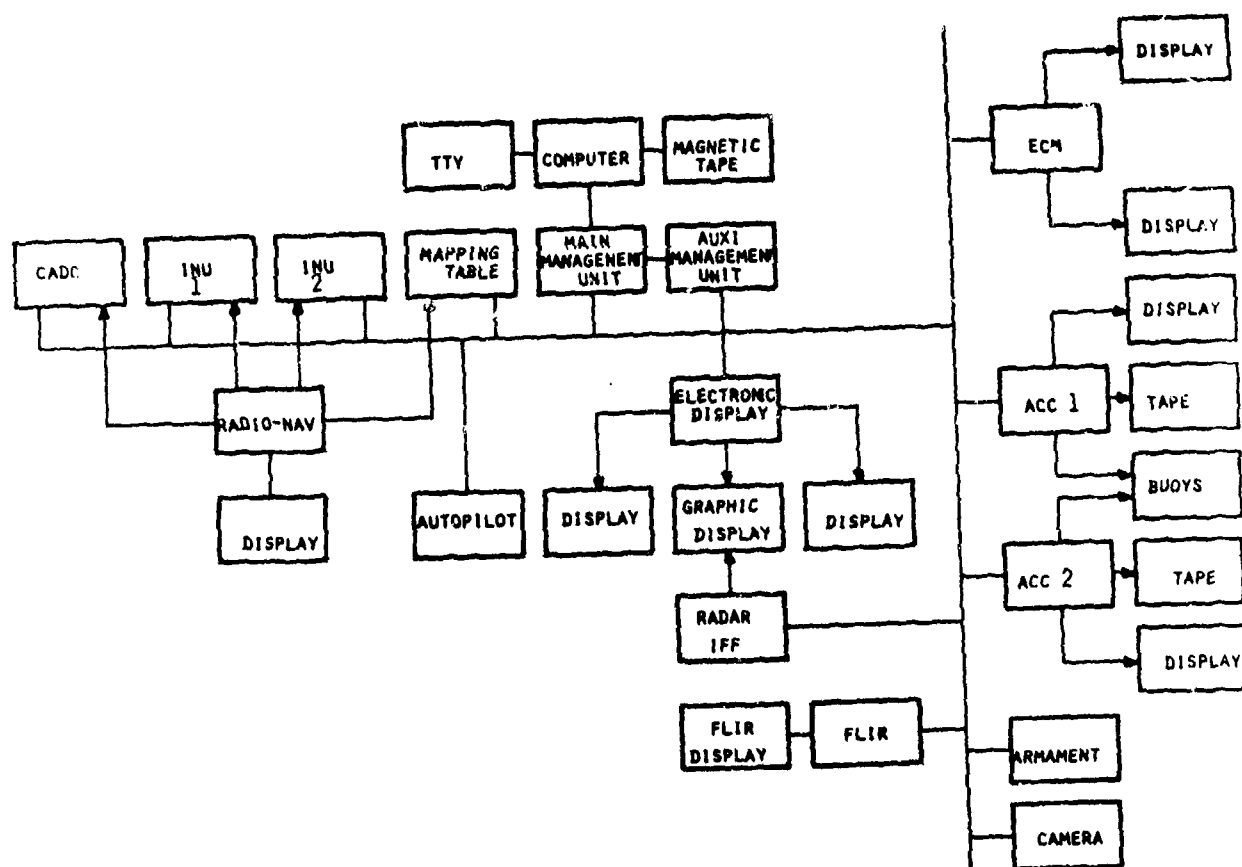 DISPLAY
ECM
DISPLAY
TTY
COMPUTER
MAGNETIC
TAPE
INU
1
INU
2
MAPPING
TABLE
MAIN
MANAGEMENT
UNIT
AUXI
MANAGEMENT
UNIT
DISPLAY
RADIO-NAV
ELECTRONIC
DISPLAY
ACC 1
TAPE
BUOYS
DISPLAY
AUTOPILOT
DISPLAY
GRAPHIC
DISPLAY
DISPLAY
ACC 2
TAPE
RADAR
IFF
DISPLAY
FLIR
DISPLAY
FLIR
ARMAMENT
CAMERA